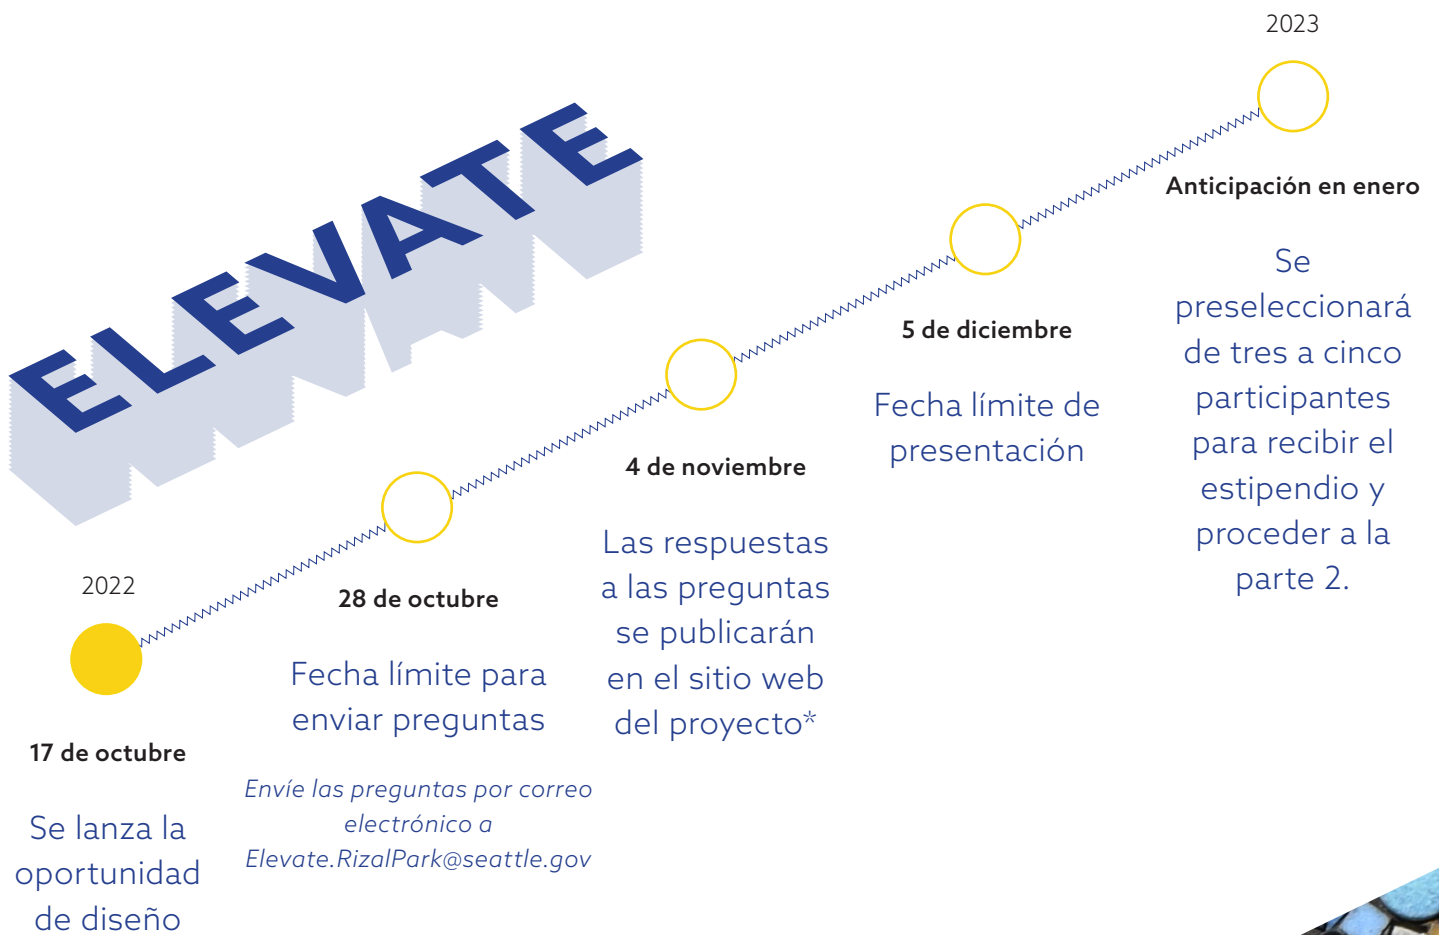 ELEVATE
2022
17 de octubre
Se lanza la
oportunidad
de diseño
28 de octubre
Fecha límite para
enviar preguntas
Envíe las preguntas por correo
electrónico a
Elevate.RizalPark@seattle.gov
4 de noviembre
Las respuestas
a las preguntas
se publicarán
en el sitio web
del proyecto*
5 de diciembre
Fecha límite de
presentación
2023
Anticipación en enero
Se
preseleccionará
de tres a cinco
participantes
para recibir el
estipendio y
proceder a la
parte 2.